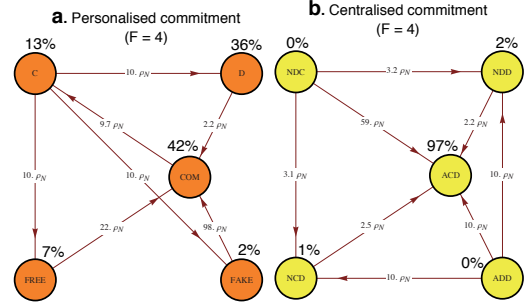 a. Personalised commitment
(F = 4)
13%
36%
C
10. ρN
D
9.7 ρN
2.2 ρN
42%
COM
10. ρN
10. ρN
22. ρN
98. ρN
7%
2%
FREE
FAKE
b. Centralised commitment
(F = 4)
0%
2%
NDC
3.2 ρN
NDD
59. ρN
2.2 ρN
97%
ACD
3.1 ρN
10. ρN
2.5 ρN
10. ρN
1%
0%
NCD
10. ρN
ADD